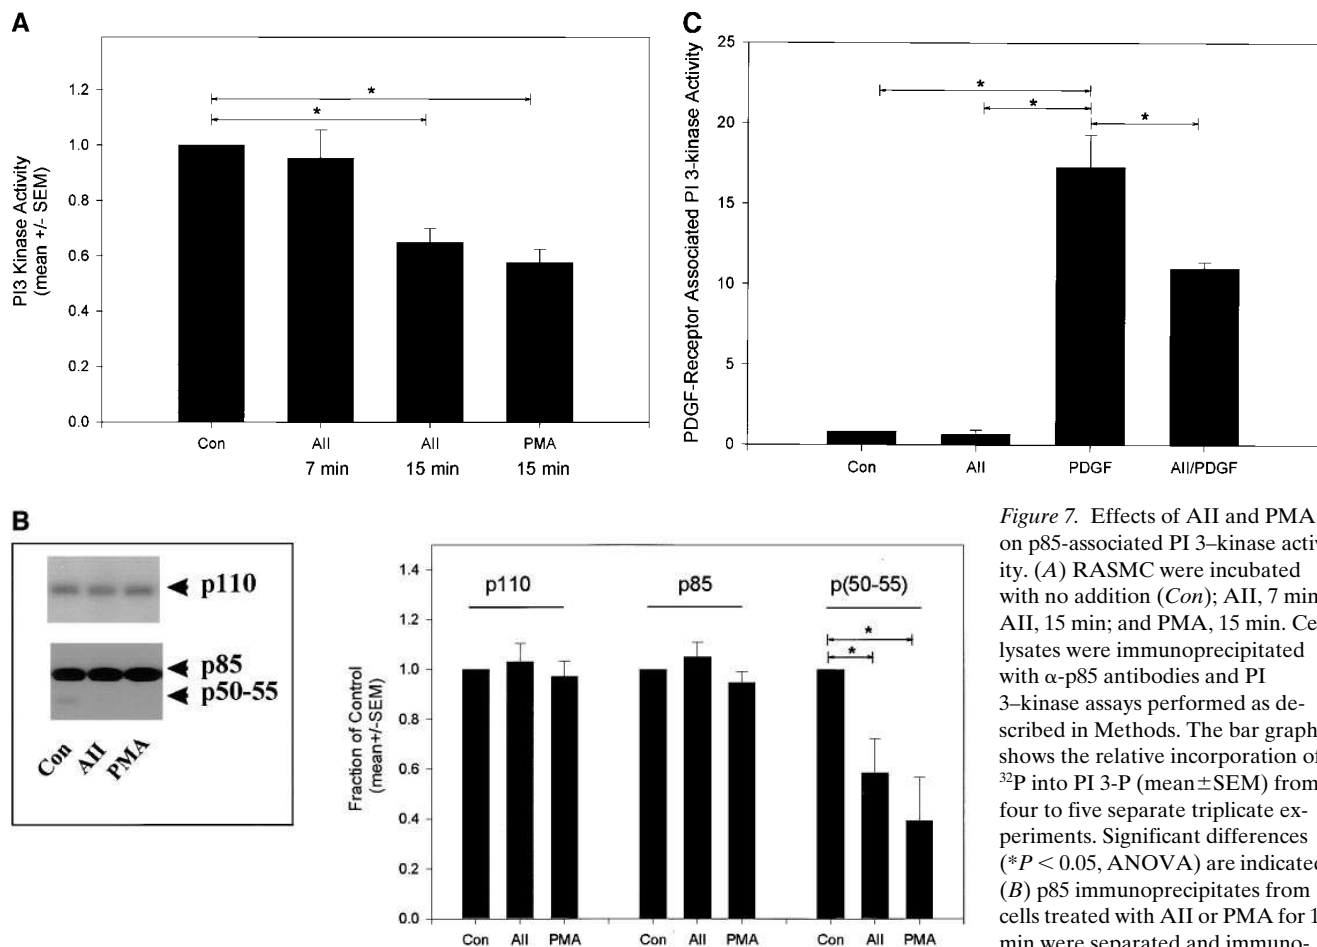 A
PI3 Kinase Activity
(mean +/- SEM)
1.2
1.0
0.8
0.6
0.4
0.2
0.0
*
*
Con
AII
AII
PMA
7 min
15 min
15 min
C
PDGF-Receptor Associated PI 3-kinase Activity
25
20
15
10
5
0
*
*
*
Con
AII
PDGF
AII/PDGF
B
p110
p85
p50-55
Con
AII
PMA
Fraction of Control
(mean+/-SEM)
1.4
1.2
1.0
0.8
0.6
0.4
0.2
0.0
p110
p85
p(50-55)
*
*
Con AII PMA
Con AII PMA
Con AII PMA
Figure 7. Effects of AII and PMA
on p85-associated PI 3–kinase activ
ity. (A) RASMC were incubated
with no addition (Con); AII, 7 min
AII, 15 min; and PMA, 15 min. Ce
lysates were immunoprecipitated
with α-p85 antibodies and PI
3–kinase assays performed as de-
scribed in Methods. The bar graph
shows the relative incorporation of
32P into PI 3-P (mean±SEM) from
four to five separate triplicate ex-
periments. Significant differences
(*P < 0.05, ANOVA) are indicated
(B) p85 immunoprecipitates from
cells treated with AII or PMA for 1
min were separated and immuno-